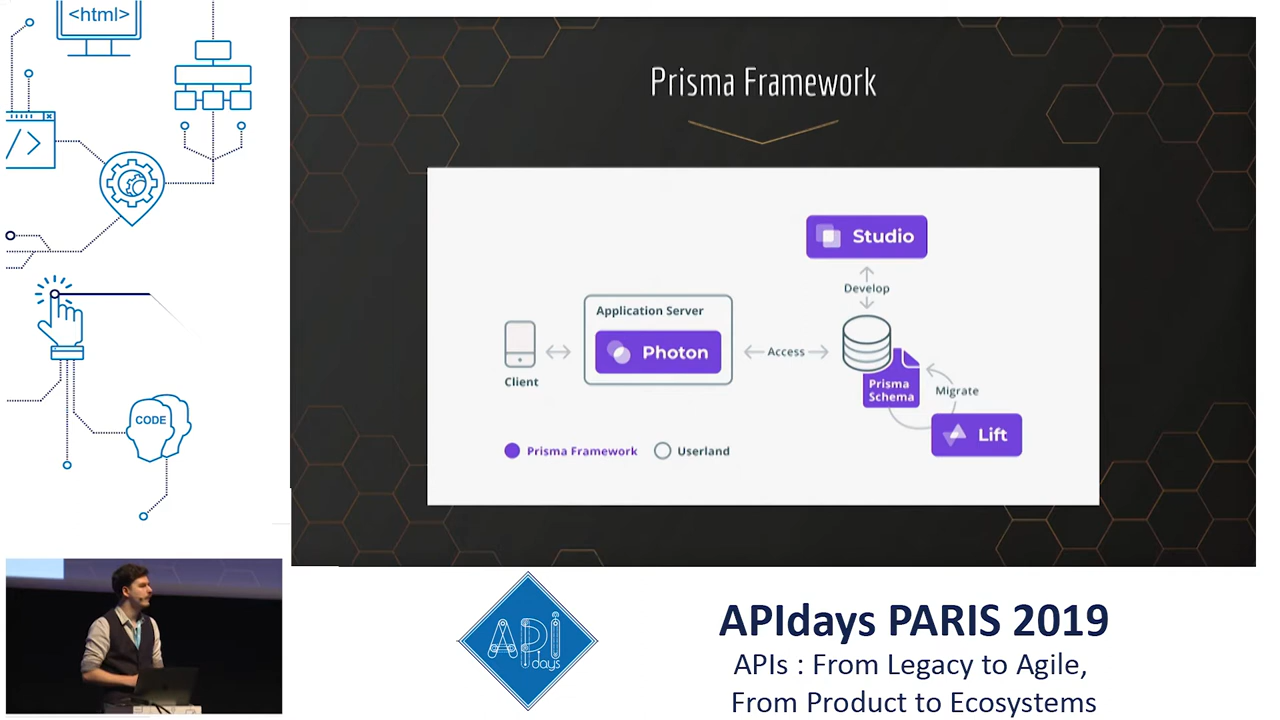 <html>
</>
CODE
Prisma Framework
Studio
Develop
Application Server
Photon
Client
Access
Prisma
Schema
Migrate
Lift
Prisma Framework
Userland
API
days
APIdays PARIS 2019
APIs : From Legacy to Agile,
From Product to Ecosystems